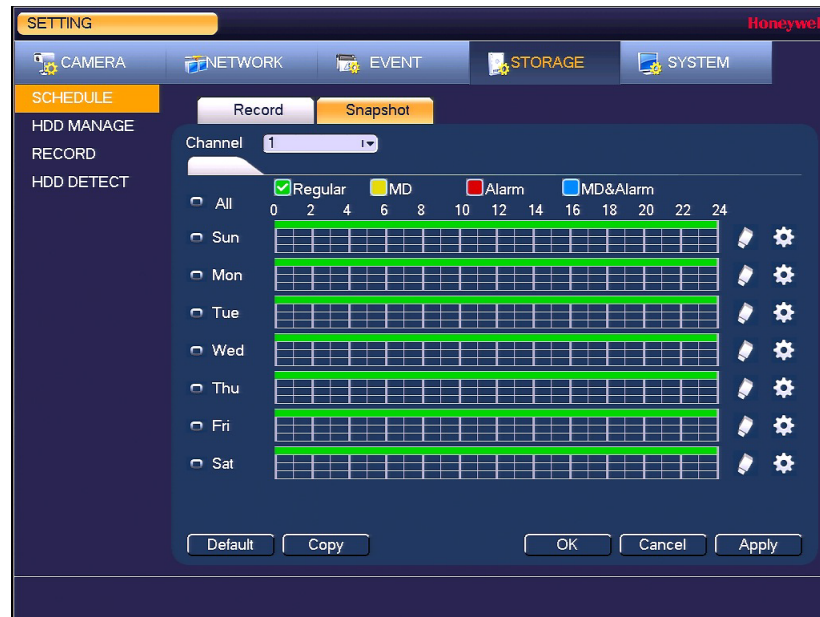 SETTING
Honeywel
CAMERA NETWORK EVENT STORAGE SYSTEM
SCHEDULE
HDD MANAGE
RECORD
HDD DETECT
Record Snapshot
Channel 1
Regular MD Alarm MD&Alarm
All 0 2 4 6 8 10 12 14 16 18 20 22 24
Sun
Mon
Tue
Wed
Thu
Fri
Sat
Default Copy OK Cancel Apply